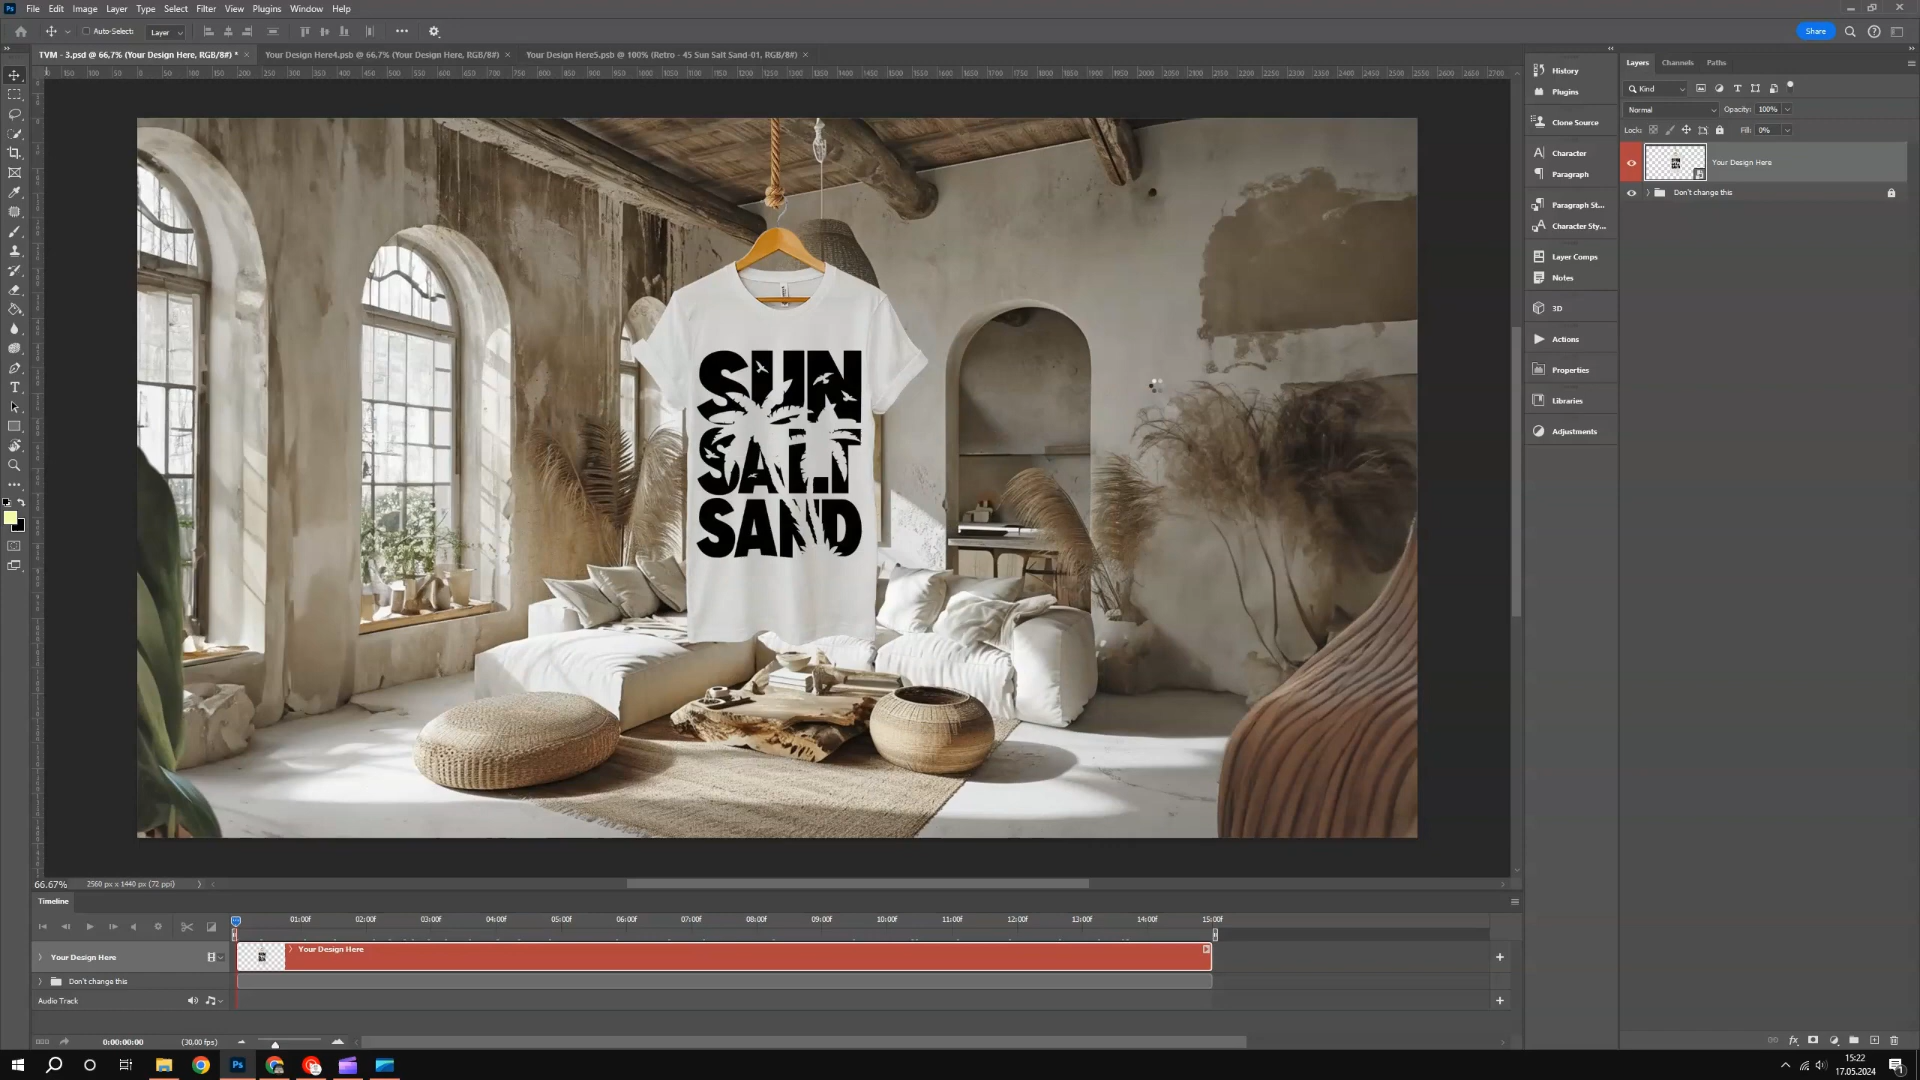 File Edit Image Layer Type Select Filter View Plugins Window Help
Auto-Select: Layer
Share
TVM - 3.psd @ 66,7% (Your Design Here, RGB/8#) *
Your Design Here4.psb @ 66,7% (Your Design Here, RGB/8#)
Your Design Here5.psb @ 100% (Retro - 45 Sun Salt Sand-01, RGB/8#)
SUN
SALT
SAND
History
Plugins
Clone Source
Character
Paragraph
Paragraph St...
Character Sty...
Layer Comps
Notes
3D
Actions
Properties
Libraries
Adjustments
Layers Channels Paths
Kind
Normal Opacity: 100%
Lock: Fill: 0%
Your Design Here
Don't change this
66.67% 2560 px x 1440 px (72 ppi)
Timeline
01:00f 02:00f 03:00f 04:00f 05:00f 06:00f 07:00f 08:00f 09:00f 10:00f 11:00f 12:00f 13:00f 14:00f 15:00f
Your Design Here
Your Design Here
Don't change this
Audio Track
0:00:00:00 (30,00 fps)
15:22
17.05.2024